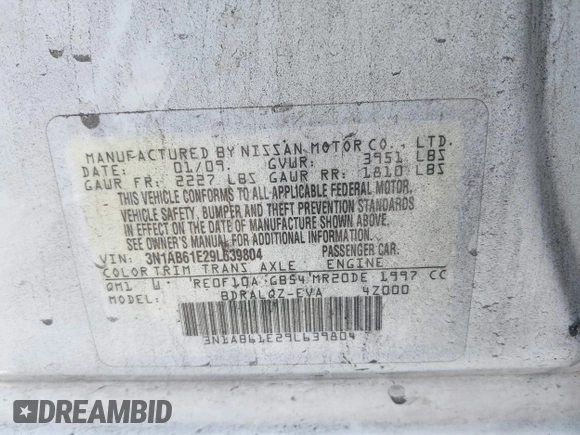 MANUFACTURED BY NISSAN MOTOR CO., LTD.
DATE: 01/09 GVWR: 3951 LBS
GAWR FR: 2227 LBS GAWR RR: 1810 LBS
THIS VEHICLE CONFORMS TO ALL APPLICABLE FEDERAL MOTOR
VEHICLE SAFETY, BUMPER AND THEFT PREVENTION STANDARDS
IN EFFECT ON THE DATE OF MANUFACTURE SHOWN ABOVE.
SEE OWNER'S MANUAL FOR ADDITIONAL INFORMATION.
VIN: 3N1AB61E29L639804 PASSENGER CAR
COLOR TRIM TRANS AXLE ENGINE
QM1 W RE0F10A GB54 MR20DE 1997 CC
MODEL: BDRALQZ-EVA 4Z000
3N1AB61E29L639804
DREAMBID